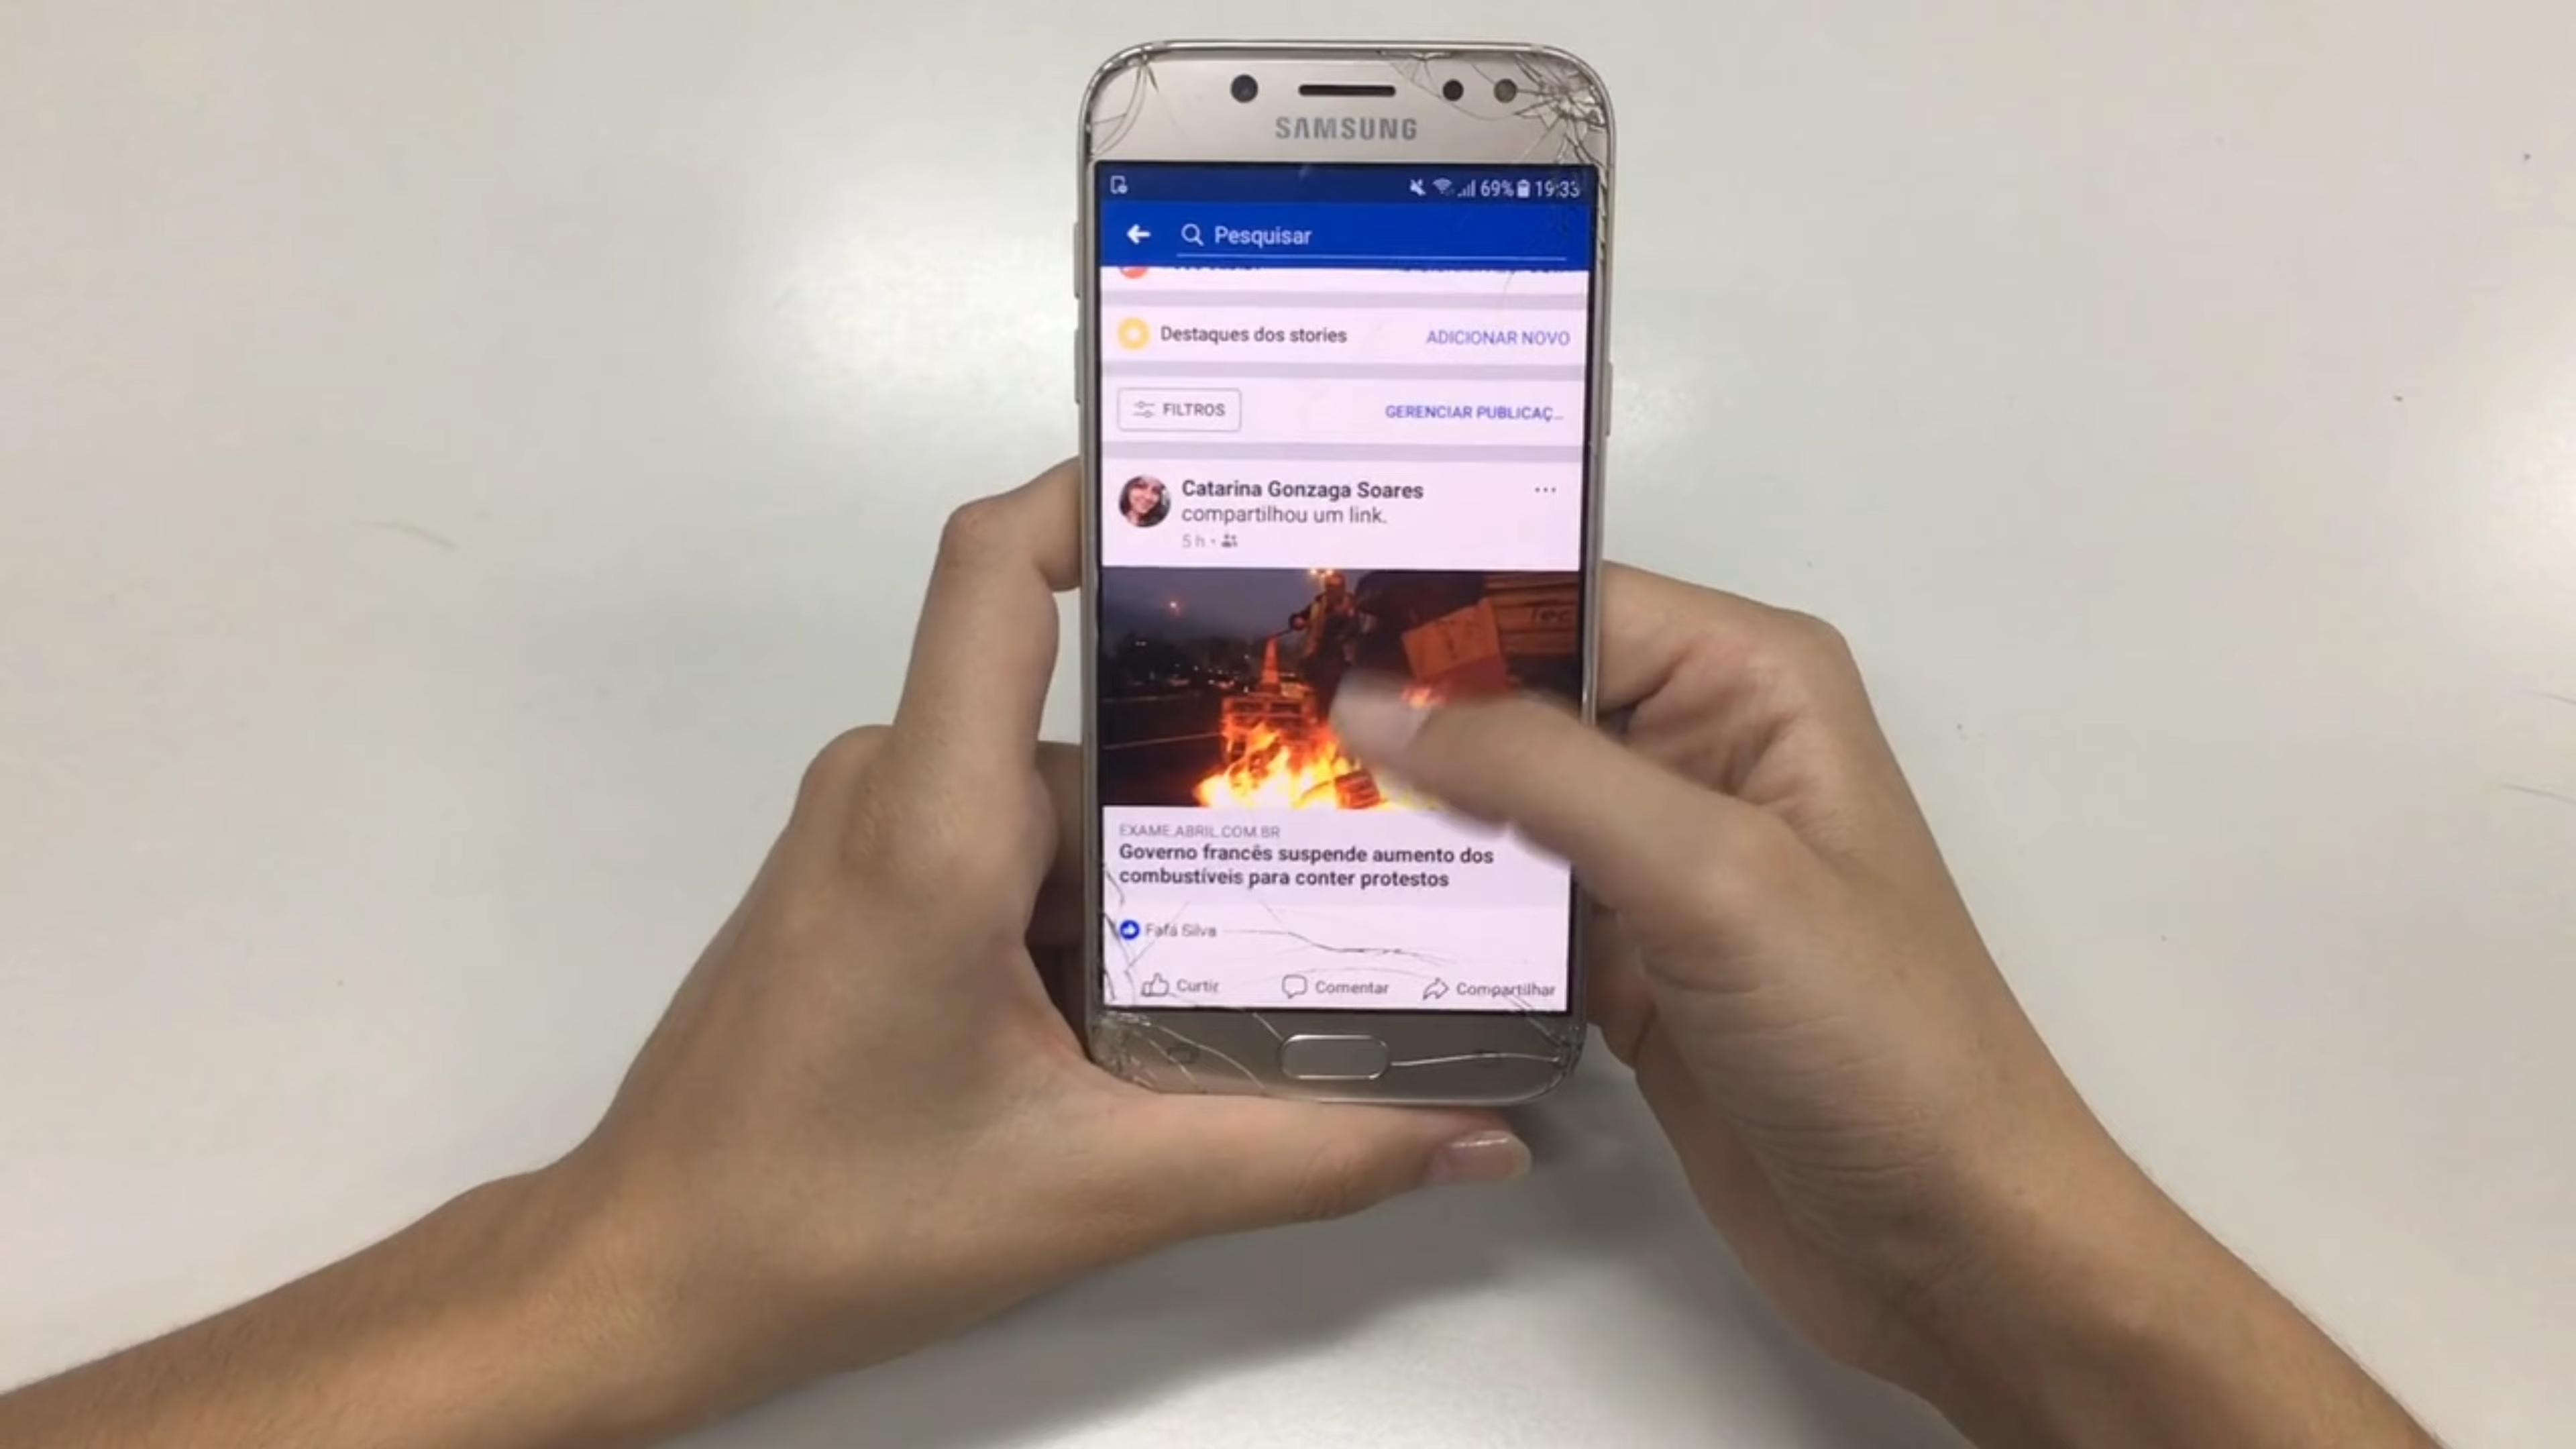 SAMSUNG
69% 19:33
Pesquisar
Destaques dos stories
ADICIONAR NOVO
FILTROS
GERENCIAR PUBLICAÇ...
Catarina Gonzaga Soares
compartilhou um link.
5 h
Tec
EXAME.ABRIL.COM.BR
Governo francês suspende aumento dos
combustíveis para conter protestos
Fafá Silva
Curtir
Comentar
Compartilhar